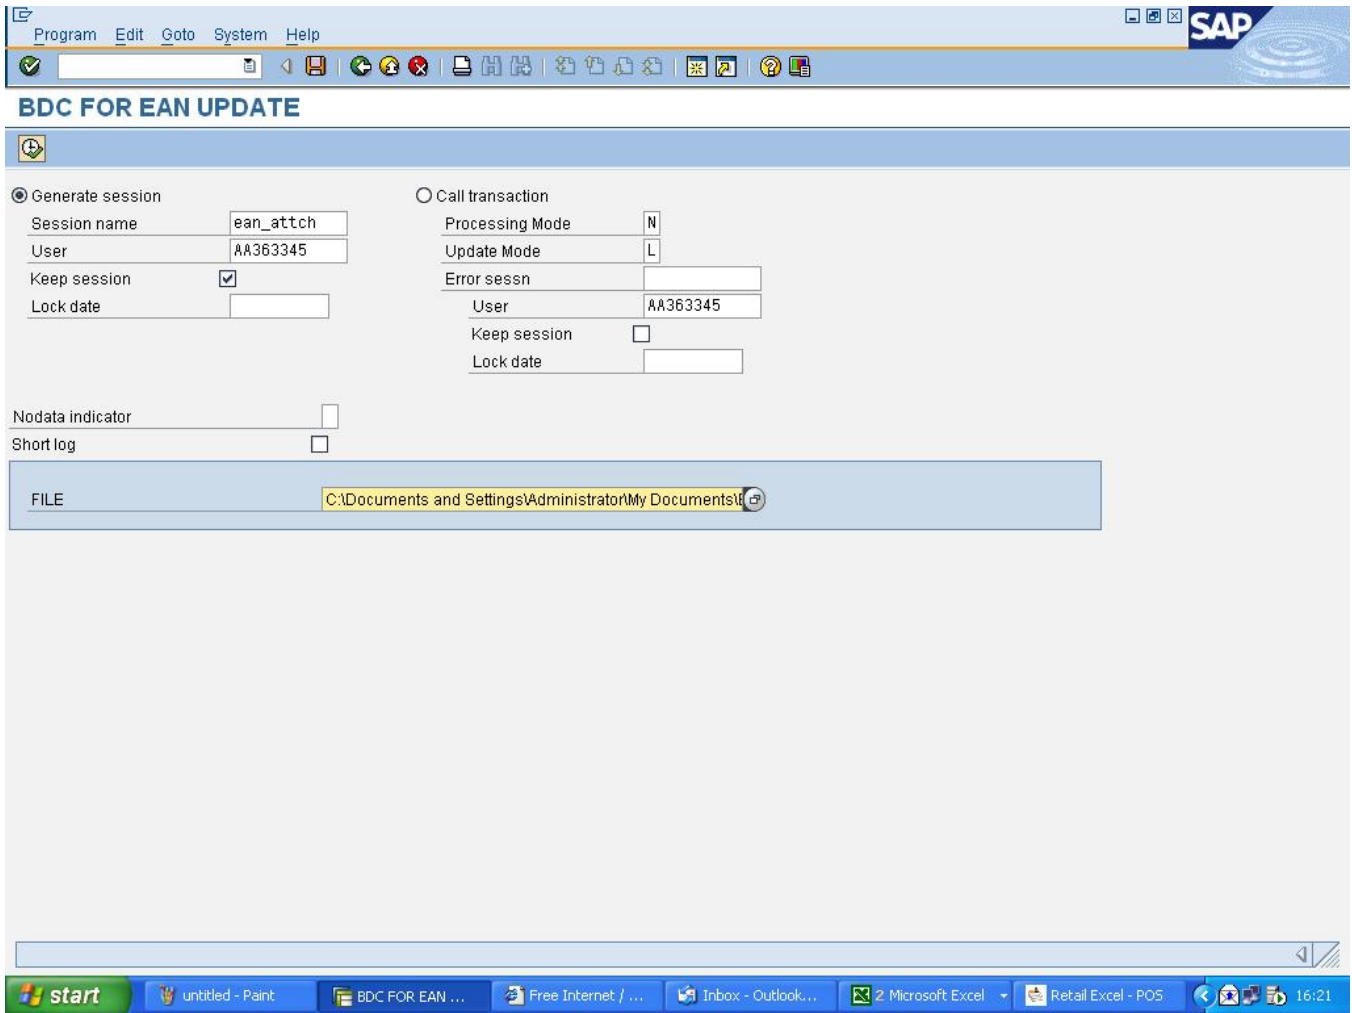 Program Edit Goto System Help
SAP
BDC FOR EAN UPDATE
Generate session Call transaction
Session name ean_attch Processing Mode N
User AA363345 Update Mode L
Keep session Error sessn
Lock date User AA363345
Keep session
Lock date
Nodata indicator
Short log
FILE C:\Documents and Settings\Administrator\My Documents\
start untitled - Paint BDC FOR EAN ... Free Internet / ... Inbox - Outlook... 2 Microsoft Excel Retail Excel - POS 16:21